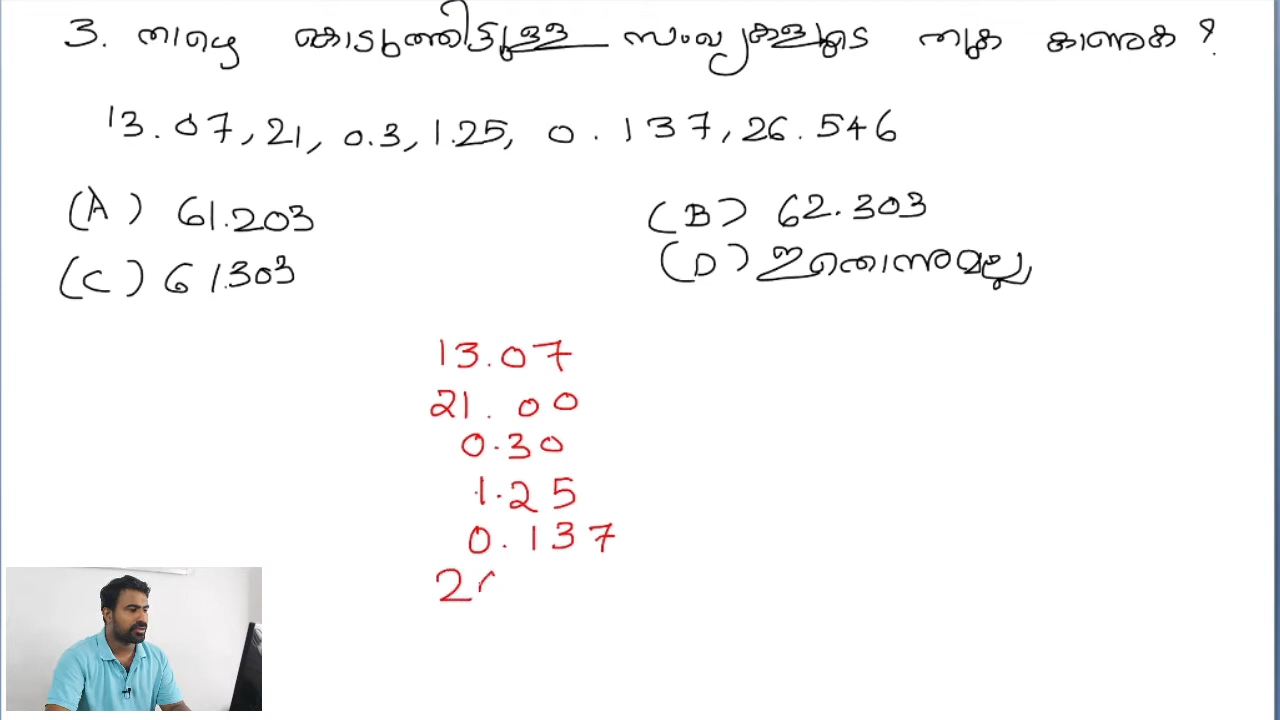 3. താഴെ കൊടുത്തിട്ടുള്ള സംഖ്യകളുടെ തുക കാണുക ?
13.07, 21, 0.3, 1.25, 0.137, 26.546
(A) 61.203
(B) 62.303
(C) 61.303
(D) ഇതൊന്നുമല്ല
13.07
21.00
0.30
1.25
0.137
2